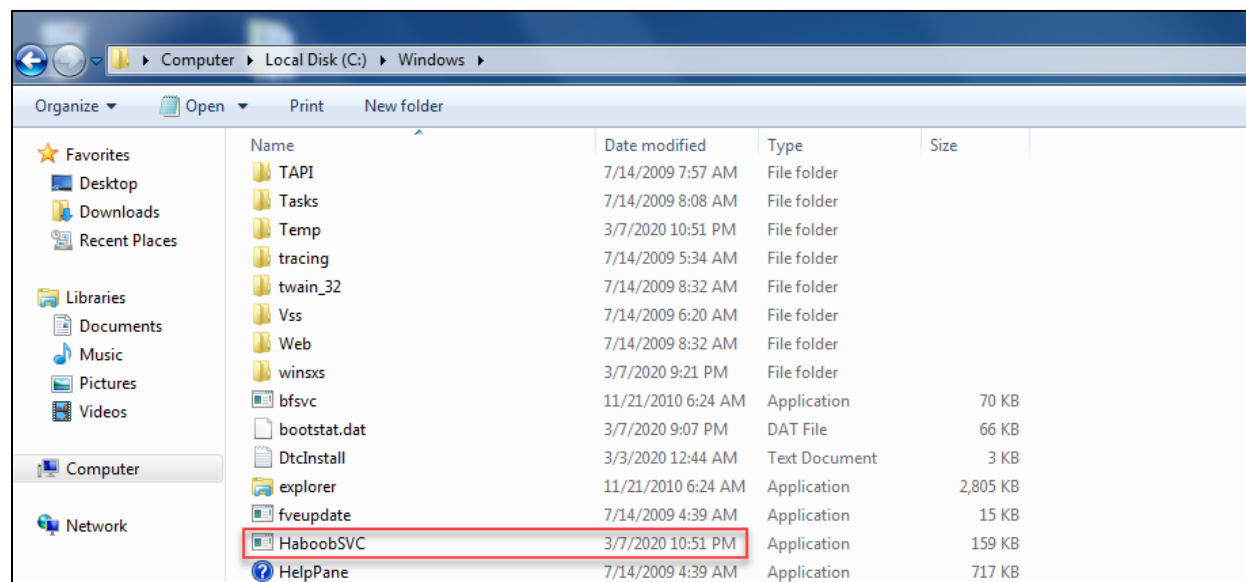 Computer Local Disk (C:) Windows
Organize Open Print New folder
Favorites
Desktop
Downloads
Recent Places
Libraries
Documents
Music
Pictures
Videos
Computer
Network
Name Date modified Type Size
TAPI 7/14/2009 7:57 AM File folder
Tasks 7/14/2009 8:08 AM File folder
Temp 3/7/2020 10:51 PM File folder
tracing 7/14/2009 5:34 AM File folder
twain_32 7/14/2009 8:32 AM File folder
Vss 7/14/2009 6:20 AM File folder
Web 7/14/2009 8:32 AM File folder
winsxs 3/7/2020 9:21 PM File folder
bfsvc 11/21/2010 6:24 AM Application 70 KB
bootstat.dat 3/7/2020 9:07 PM DAT File 66 KB
DtcInstall 3/3/2020 12:44 AM Text Document 3 KB
explorer 11/21/2010 6:24 AM Application 2,805 KB
fveupdate 7/14/2009 4:39 AM Application 15 KB
HaboobSVC 3/7/2020 10:51 PM Application 159 KB
HelpPane 7/14/2009 4:39 AM Application 717 KB